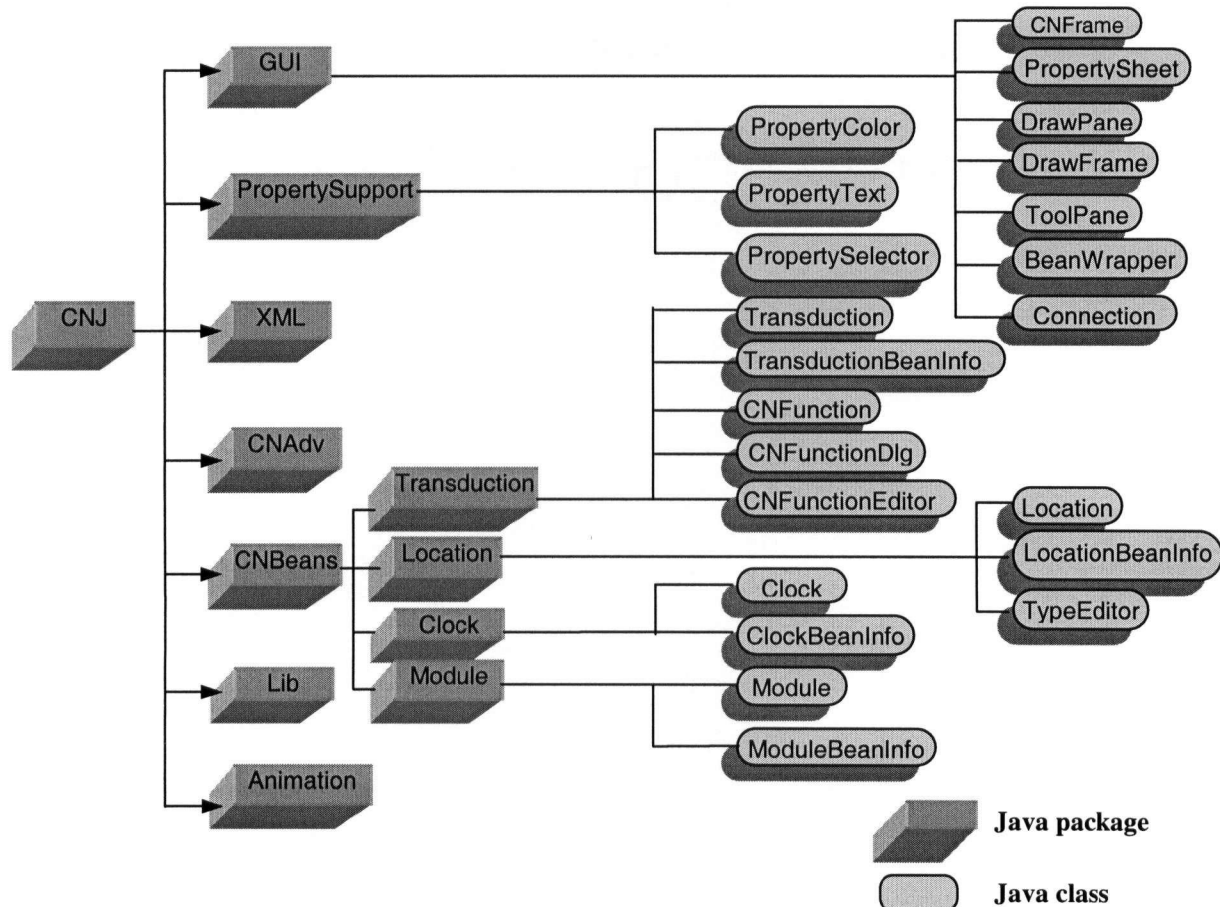 CNJ
GUI
CNFrame
PropertySheet
DrawPane
DrawFrame
ToolPane
BeanWrapper
Connection
PropertySupport
PropertyColor
PropertyText
PropertySelector
XML
CNAdv
CNBeans
Transduction
Transduction
TransductionBeanInfo
CNFunction
CNFunctionDlg
CNFunctionEditor
Location
Location
LocationBeanInfo
TypeEditor
Clock
Clock
ClockBeanInfo
Module
Module
ModuleBeanInfo
Lib
Animation
Java package
Java class